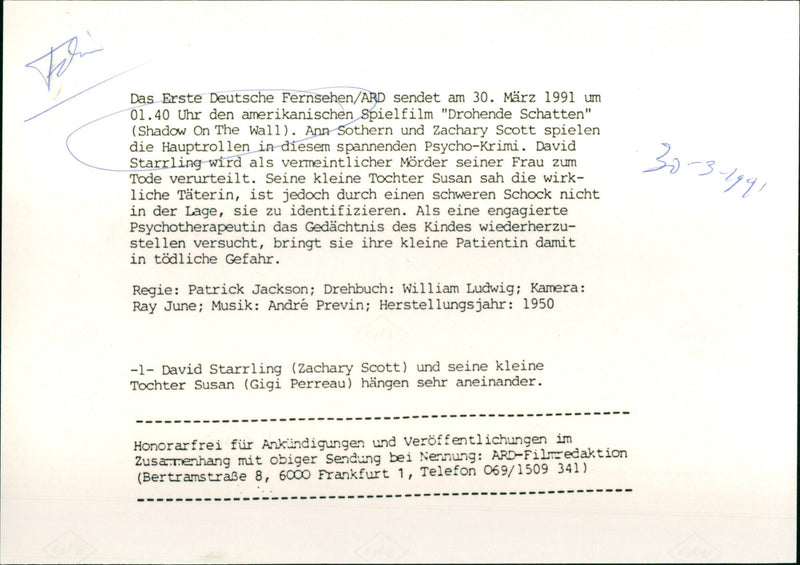 Das Erste Deutsche Fernsehen/ARD sendet am 30. März 1991 um
01.40 Uhr den amerikanischen Spielfilm "Drohende Schatten"
(Shadow On The Wall). Ann Sothern und Zachary Scott spielen
die Hauptrollen in diesem spannenden Psycho-Krimi. David
Starrling wird als vermeintlicher Mörder seiner Frau zum
Tode verurteilt. Seine kleine Tochter Susan sah die wirk-
liche Täterin, ist jedoch durch einen schweren Schock nicht
in der Lage, sie zu identifizieren. Als eine engagierte
Psychotherapeutin das Gedächtnis des Kindes wiederherzu-
stellen versucht, bringt sie ihre kleine Patientin damit
in tödliche Gefahr.
30-3-1991
Regie: Patrick Jackson; Drehbuch: William Ludwig; Kamera:
Ray June; Musik: André Previn; Herstellungsjahr: 1950
-1- David Starrling (Zachary Scott) und seine kleine
Tochter Susan (Gigi Perreau) hängen sehr aneinander.
Honorarfrei für Ankündigungen und Veröffentlichungen im
Zusammenhang mit obiger Sendung bei Nennung: ARD-Filmredaktion
(Bertramstraße 8, 6000 Frankfurt 1, Telefon 069/1509 341)